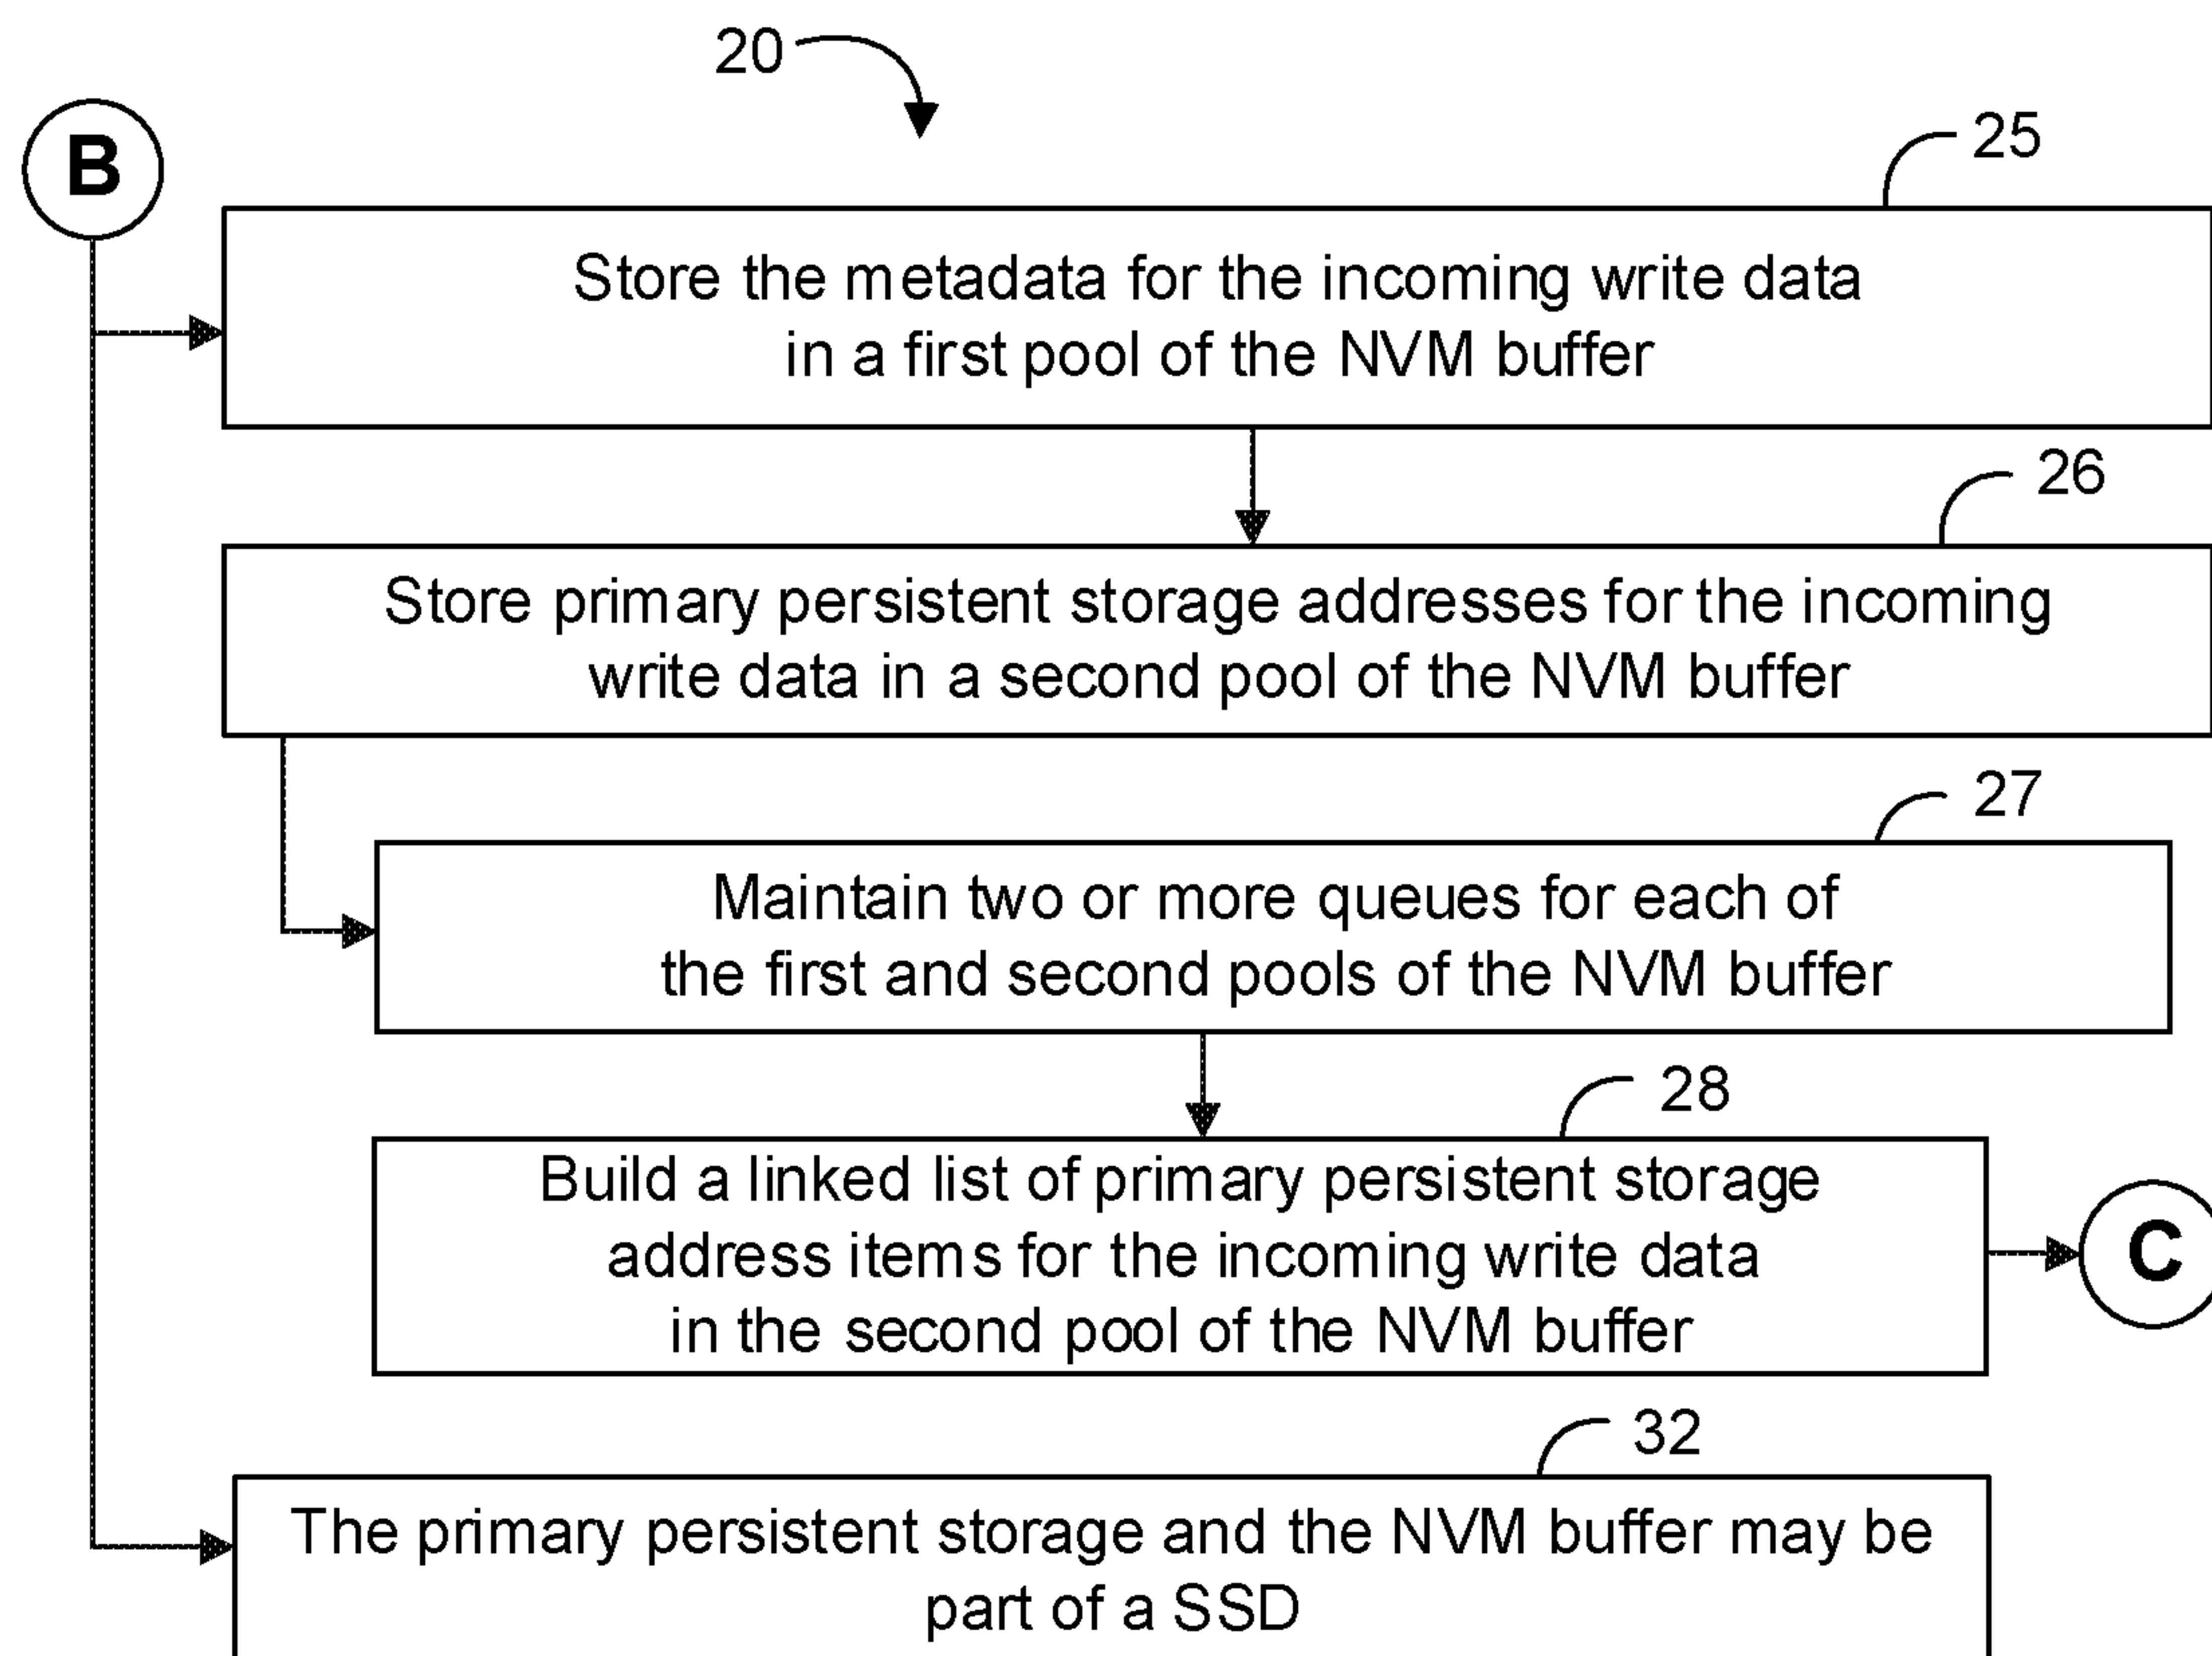 20
B
25
Store the metadata for the incoming write data
in a first pool of the NVM buffer
26
Store primary persistent storage addresses for the incoming
write data in a second pool of the NVM buffer
27
Maintain two or more queues for each of
the first and second pools of the NVM buffer
28
Build a linked list of primary persistent storage
address items for the incoming write data
in the second pool of the NVM buffer
C
32
The primary persistent storage and the NVM buffer may be
part of a SSD